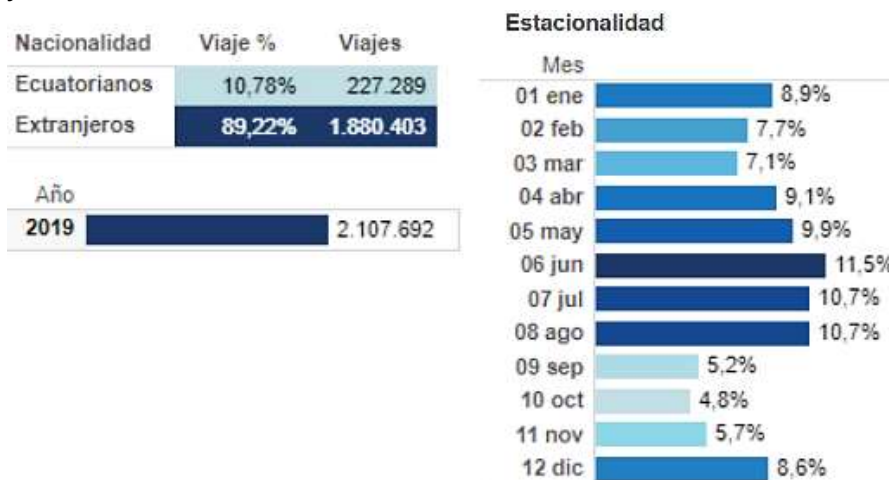 Nacionalidad Viaje % Viajes
Ecuatorianos 10,78% 227.289
Extranjeros 89,22% 1.880.403
Año
2019 2.107.692
Estacionalidad
Mes
01 ene 8,9%
02 feb 7,7%
03 mar 7,1%
04 abr 9,1%
05 may 9,9%
06 jun 11,5%
07 jul 10,7%
08 ago 10,7%
09 sep 5,2%
10 oct 4,8%
11 nov 5,7%
12 dic 8,6%